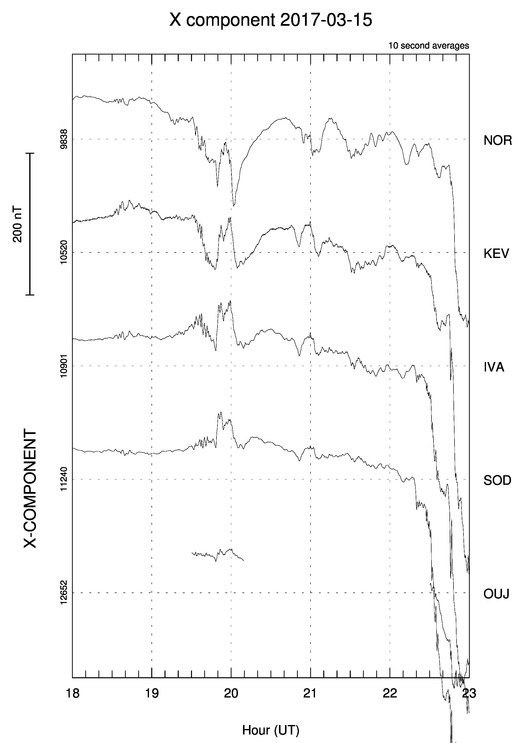 X component 2017-03-15
10 second averages
9838
NOR
200 nT
10520
KEV
10901
IVA
X-COMPONENT
11240
SOD
12652
OUJ
18 19 20 21 22 23
Hour (UT)